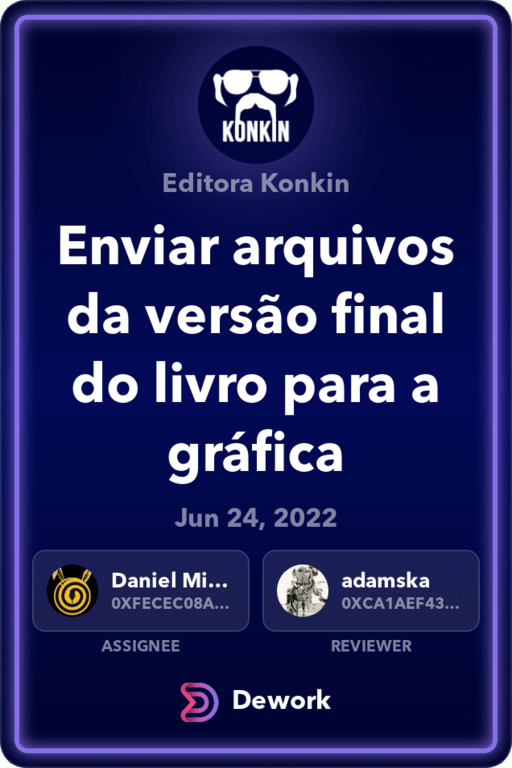 KONKIN
Editora Konkin
Enviar arquivos
da versão final
do livro para a
gráfica
Jun 24, 2022
Daniel Mi...
0XFECEC08A...
adamska
0XCA1AEF43...
ASSIGNEE
REVIEWER
Dework